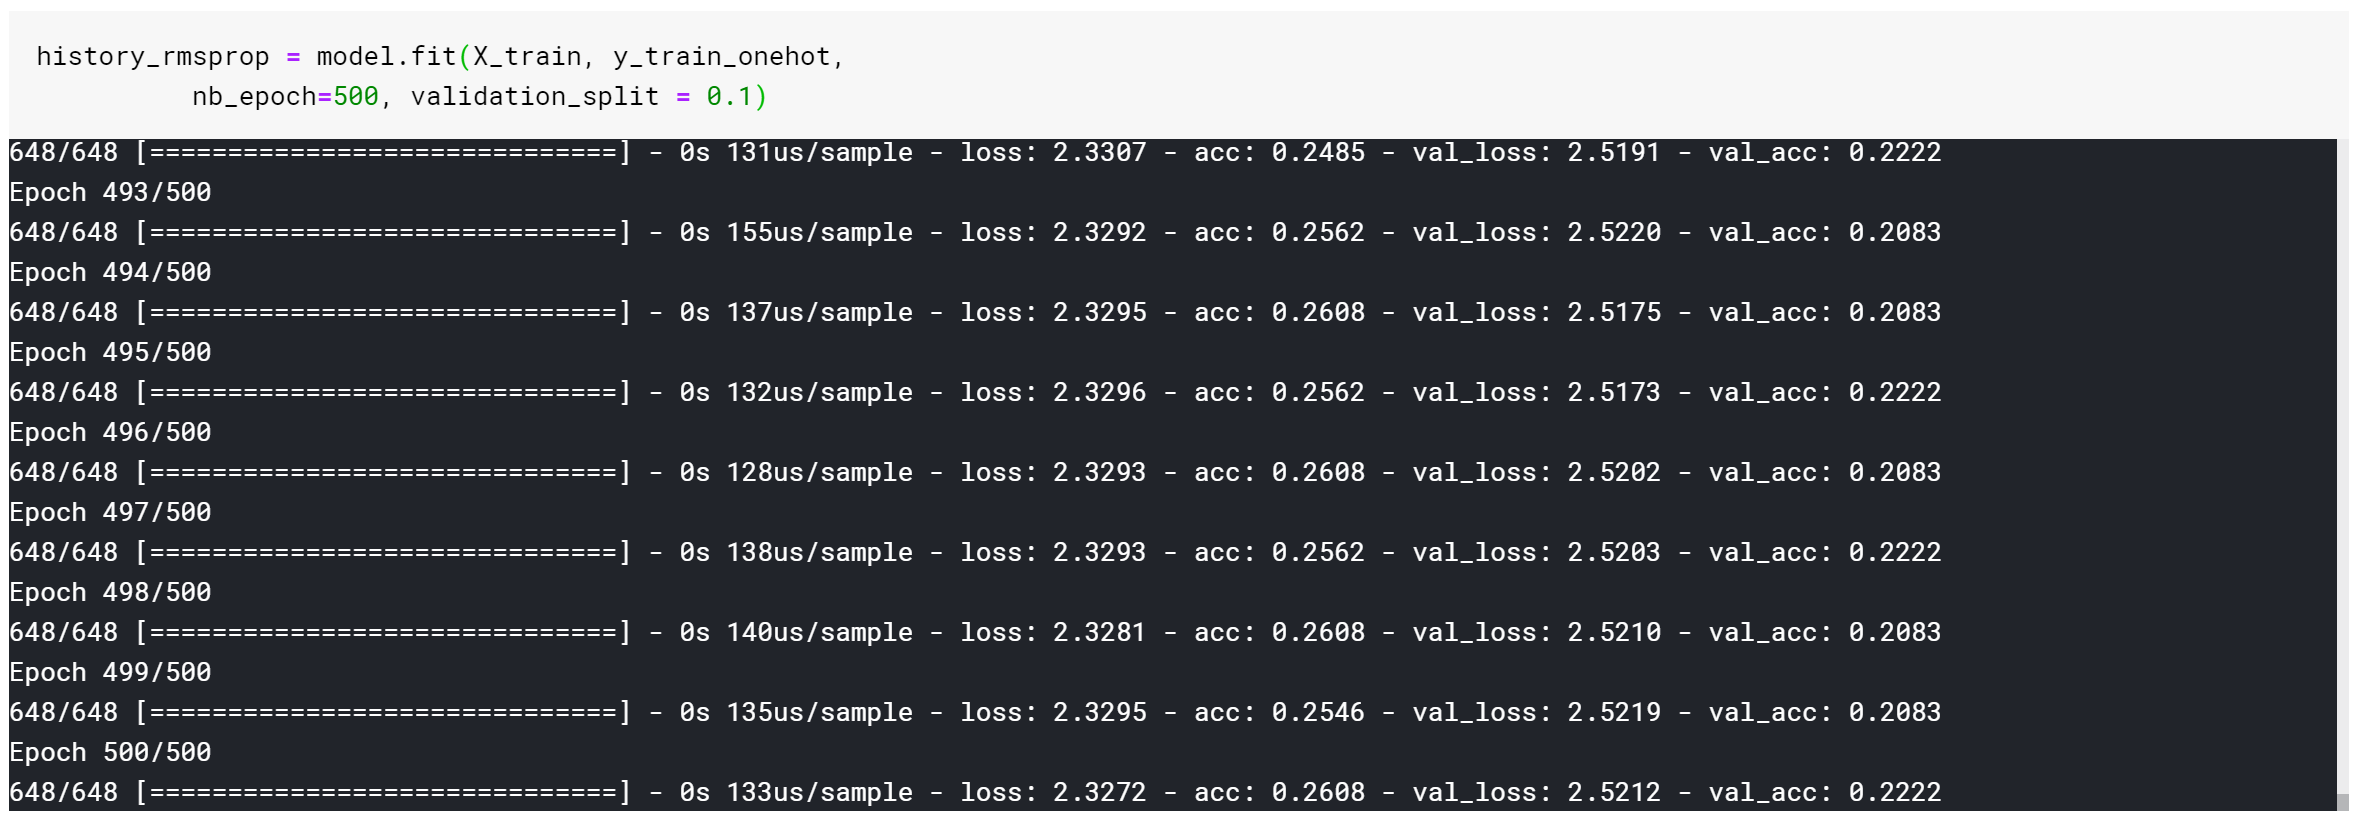 history_rmsprop = model.fit(X_train, y_train_onehot,
nb_epoch=500, validation_split = 0.1)
648/648 [==============================] - 0s 131us/sample - loss: 2.3307 - acc: 0.2485 - val_loss: 2.5191 - val_acc: 0.2222
Epoch 493/500
648/648 [==============================] - 0s 155us/sample - loss: 2.3292 - acc: 0.2562 - val_loss: 2.5220 - val_acc: 0.2083
Epoch 494/500
648/648 [==============================] - 0s 137us/sample - loss: 2.3295 - acc: 0.2608 - val_loss: 2.5175 - val_acc: 0.2083
Epoch 495/500
648/648 [==============================] - 0s 132us/sample - loss: 2.3296 - acc: 0.2562 - val_loss: 2.5173 - val_acc: 0.2222
Epoch 496/500
648/648 [==============================] - 0s 128us/sample - loss: 2.3293 - acc: 0.2608 - val_loss: 2.5202 - val_acc: 0.2083
Epoch 497/500
648/648 [==============================] - 0s 138us/sample - loss: 2.3293 - acc: 0.2562 - val_loss: 2.5203 - val_acc: 0.2222
Epoch 498/500
648/648 [==============================] - 0s 140us/sample - loss: 2.3281 - acc: 0.2608 - val_loss: 2.5210 - val_acc: 0.2083
Epoch 499/500
648/648 [==============================] - 0s 135us/sample - loss: 2.3295 - acc: 0.2546 - val_loss: 2.5219 - val_acc: 0.2083
Epoch 500/500
648/648 [==============================] - 0s 133us/sample - loss: 2.3272 - acc: 0.2608 - val_loss: 2.5212 - val_acc: 0.2222